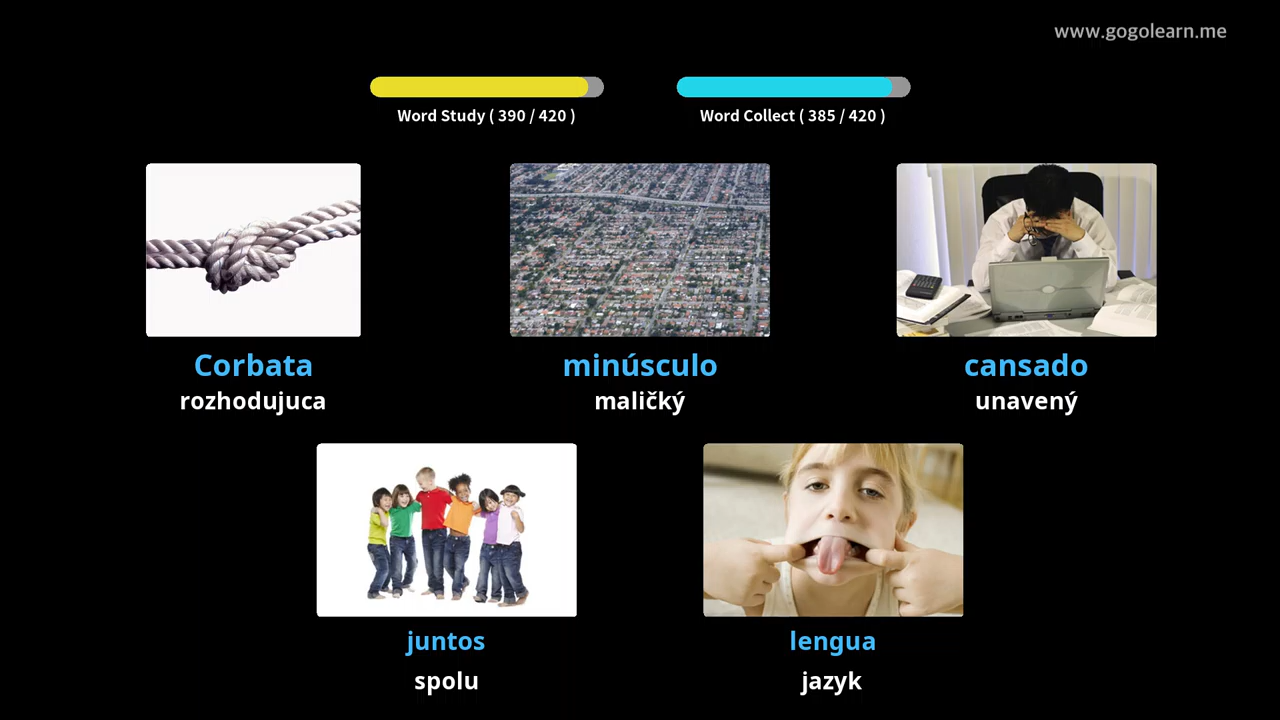 www.gogolearn.me
Word Study ( 390 / 420 )
Word Collect ( 385 / 420 )
Corbata
rozhodujuca
minúsculo
maličký
cansado
unavený
juntos
spolu
lengua
jazyk